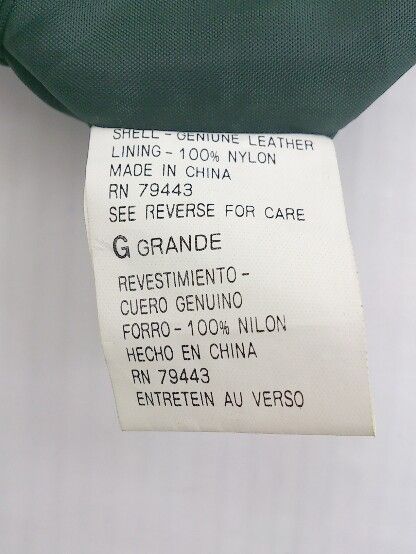 SHELL - GENIUNE LEATHER
LINING - 100% NYLON
MADE IN CHINA
RN 79443
SEE REVERSE FOR CARE
G GRANDE
REVESTIMIENTO -
CUERO GENUINO
FORRO - 100% NILON
HECHO EN CHINA
RN 79443
ENTRETEIN AU VERSO